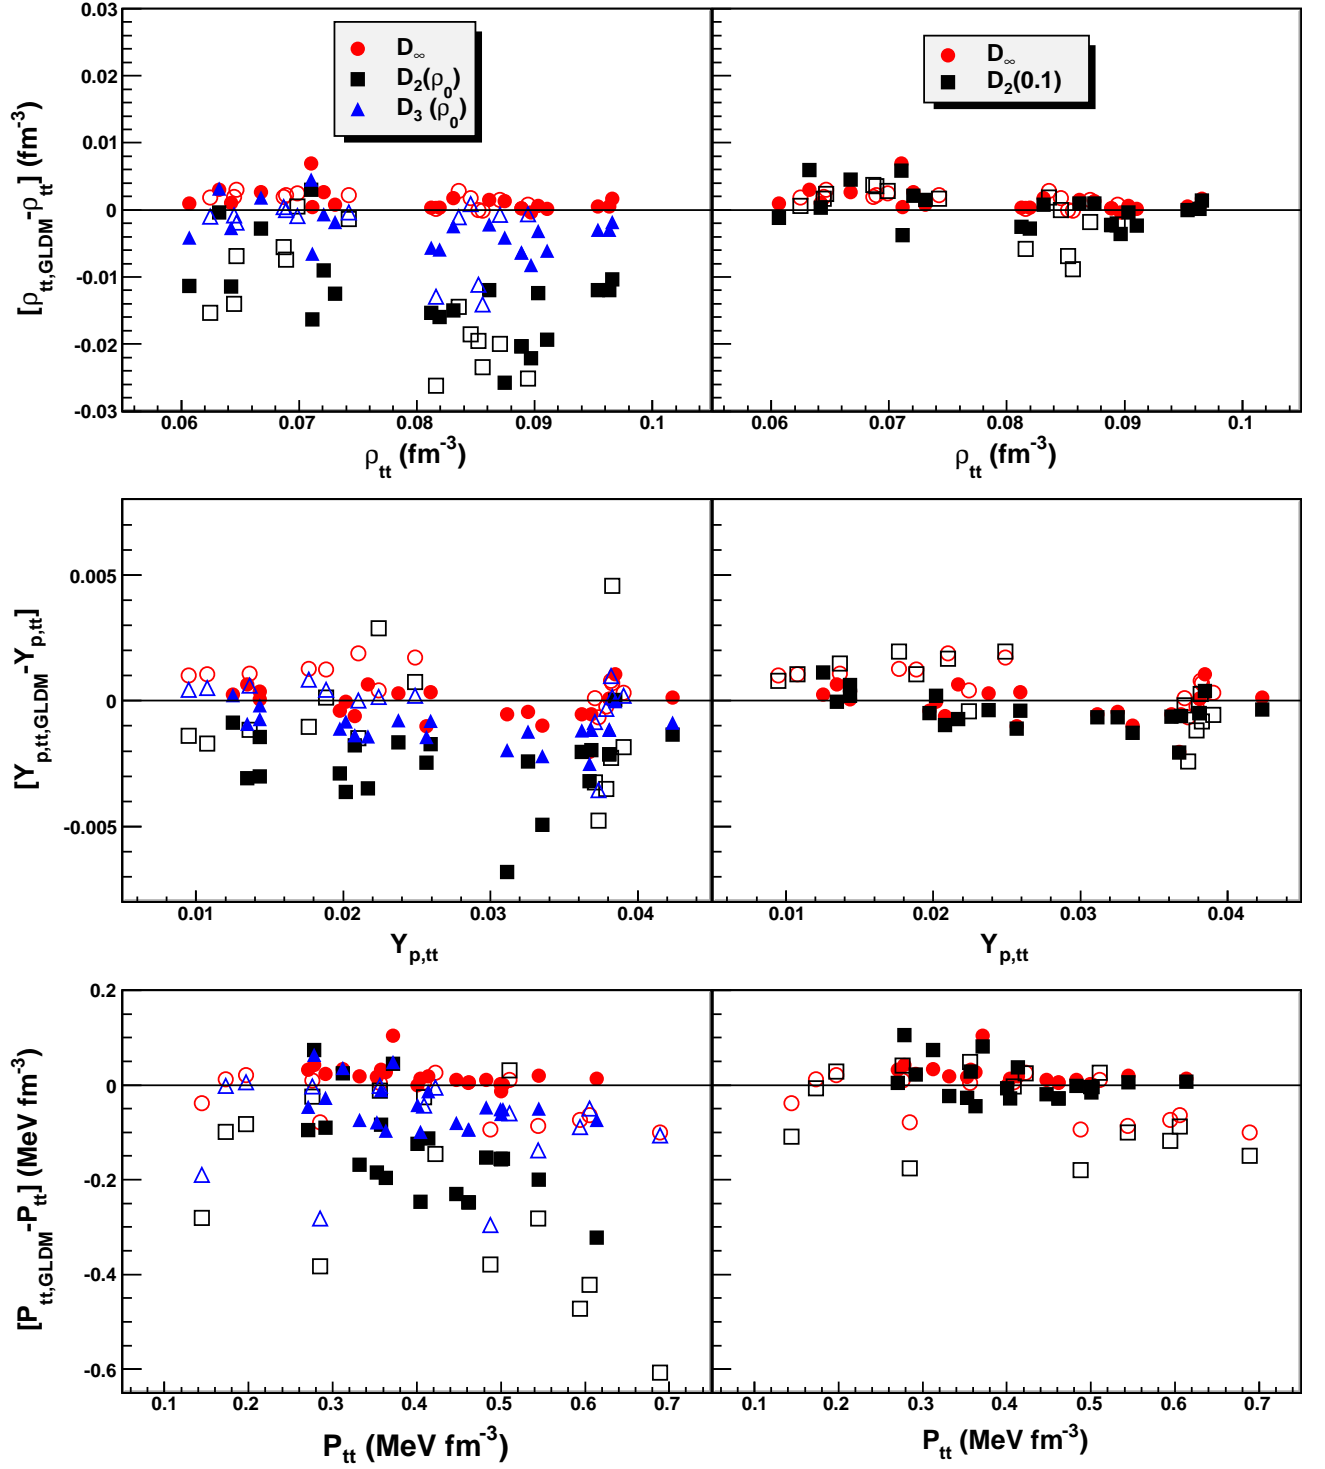 0.03
0.02
0.01
0
-0.01
-0.02
-0.03
[ρtt,GLDM-ρtt] (fm-3)
D∞
D2(ρ0)
D3 (ρ0)
0.06 0.07 0.08 0.09 0.1
ρtt (fm-3)
D∞
D2(0.1)
0.06 0.07 0.08 0.09 0.1
ρtt (fm-3)
0.005
0
-0.005
[Yp,tt,GLDM-Yp,tt]
0.01 0.02 0.03 0.04
Yp,tt
0.01 0.02 0.03 0.04
Yp,tt
0.2
0
-0.2
-0.4
-0.6
[Ptt,GLDM-Ptt] (MeV fm-3)
0.1 0.2 0.3 0.4 0.5 0.6 0.7
Ptt (MeV fm-3)
0.1 0.2 0.3 0.4 0.5 0.6 0.7
Ptt (MeV fm-3)